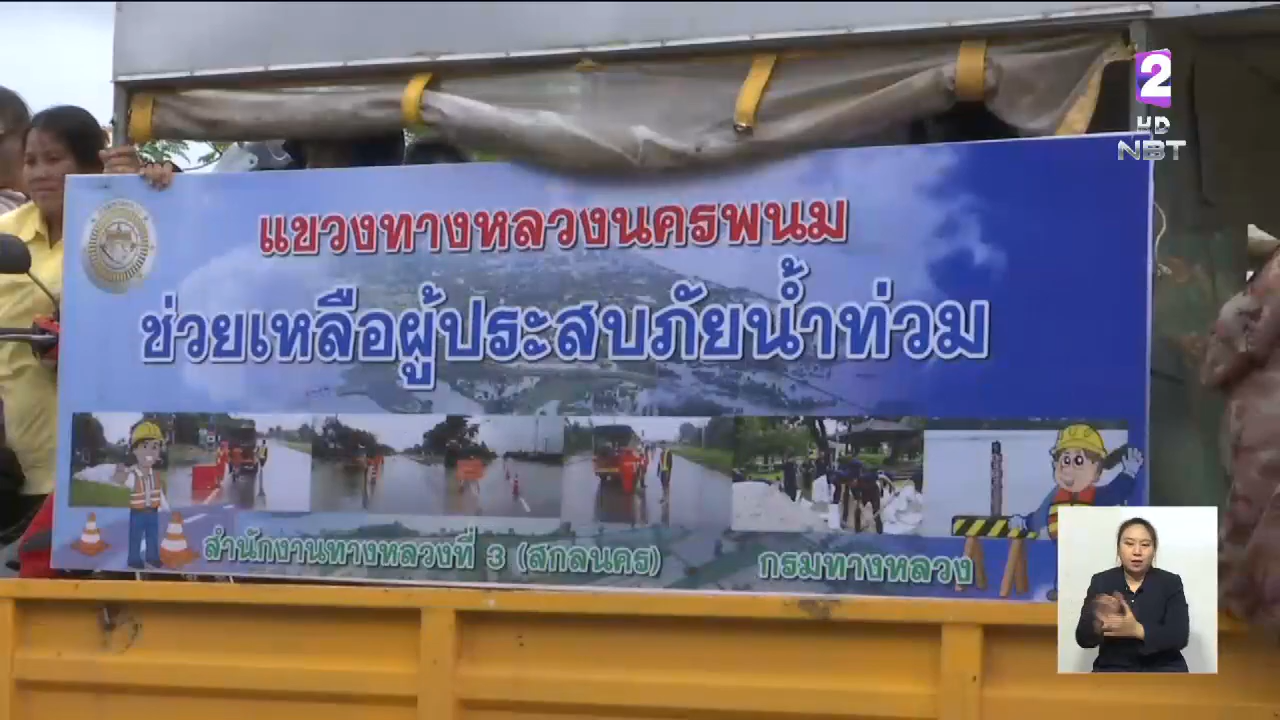 2
HD
NBT
แขวงทางหลวงนครพนม
ช่วยเหลือผู้ประสบภัยน้ำท่วม
สำนักงานทางหลวงที่ 3 (สกลนคร)
กรมทางหลวง